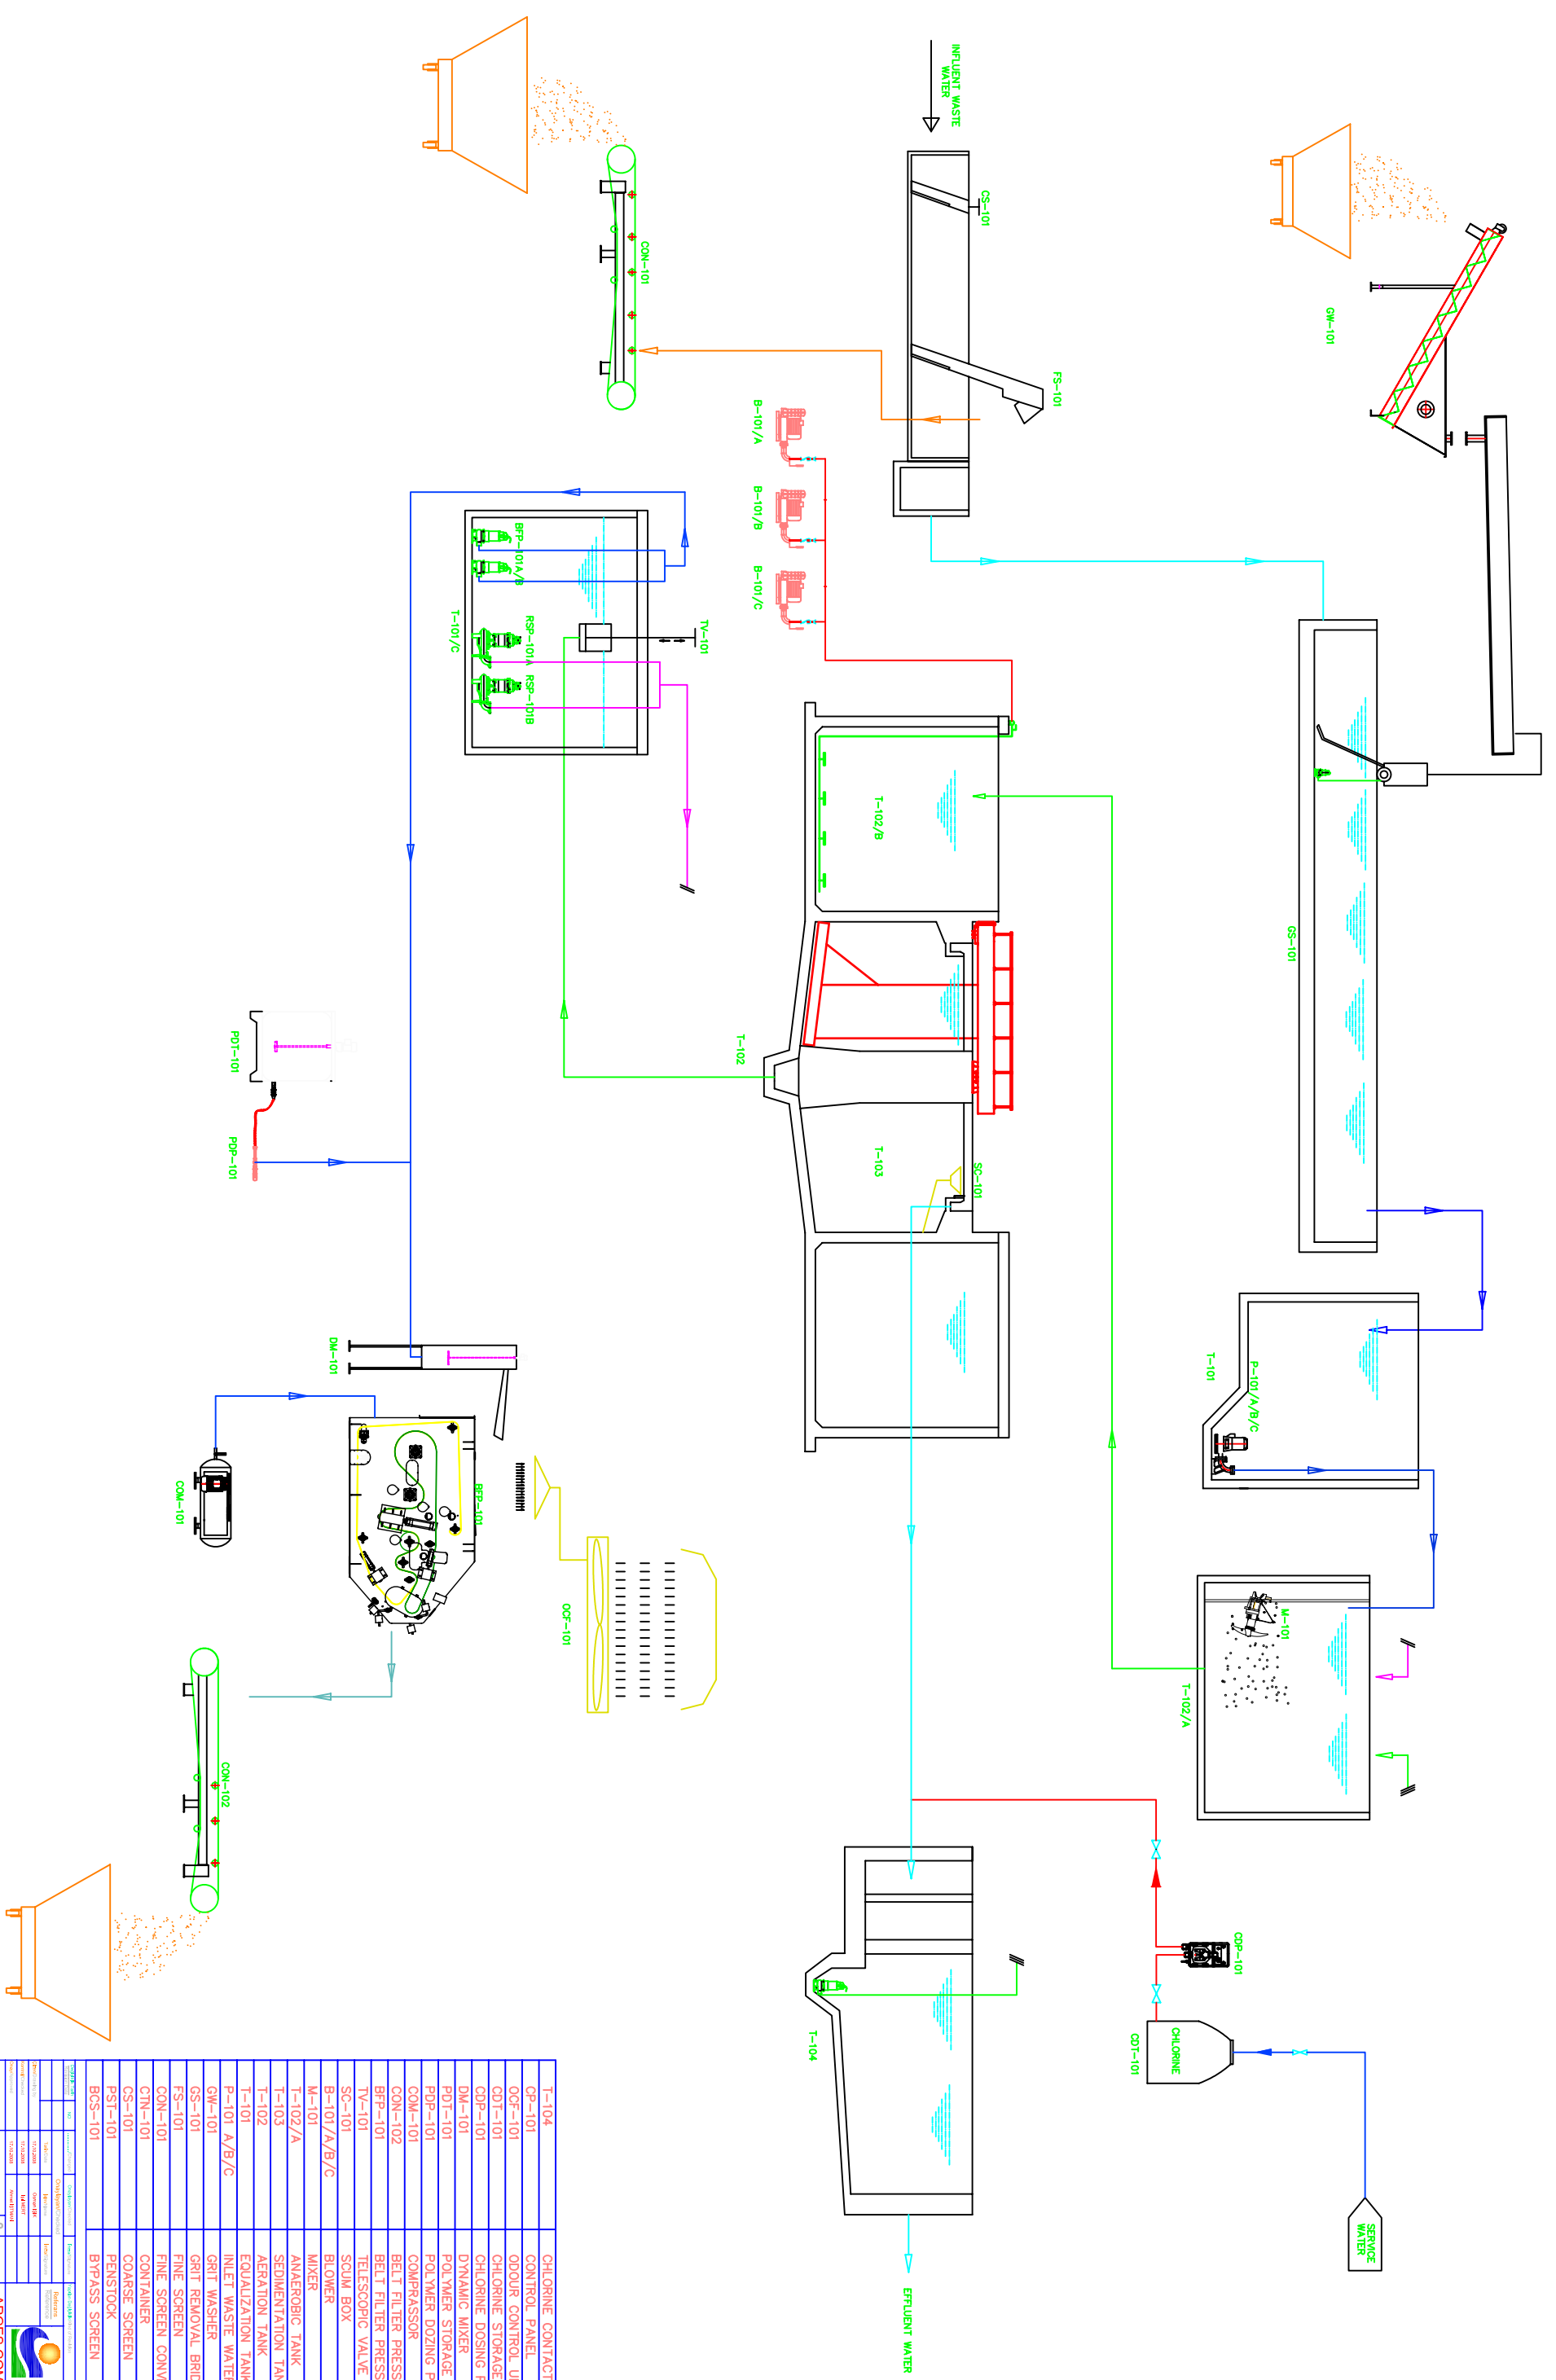 INFLUENT WASTE
WATER
CS-101
FS-101
CON-101
GW-101
GS-101
B-101/A
B-101/B
B-101/C
BFP-101A/B
RSP-101A
RSP-101B
T-101/C
TV-101
T-102/B
T-102
T-103
SC-101
T-101
P-101/A/B/C
M-101
T-102/A
PDT-101
PDP-101
DM-101
COM-101
BFP-101
OCF-101
CON-102
CDP-101
CHLORINE
CDT-101
T-104
SERVICE
WATER
EFFLUENT WATER
T-104 CHLORINE CONTACT
CP-101 CONTROL PANEL
OCF-101 ODOUR CONTROL
CDT-101 CHLORINE STORAGE
CDP-101 CHLORINE DOSING
DM-101 DYNAMIC MIXER
PDT-101 POLYMER STORAGE
PDP-101 POLYMER DOZING
COM-101 COMPRASSOR
CON-102 BELT FILTER PRESS
BFP-101 BELT FILTER PRESS
TV-101 TELESCOPIC VALVE
SC-101 SCUM BOX
B-101/A/B/C BLOWER
M-101 MIXER
T-102/A ANAEROBIC TANK
T-103 SEDIMENTATION
T-102 AERATION TANK
T-101 EQUALIZATION TANK
P-101 A/B/C INLET WASTE WATER
GW-101 GRIT WASHER
GS-101 GRIT REMOVAL
FS-101 FINE SCREEN
CON-101 FINE SCREEN
CTN-101 CONTAINER
CS-101 COARSE SCREEN
PST-101 PENSTOCK
BCS-101 BYPASS SCREEN